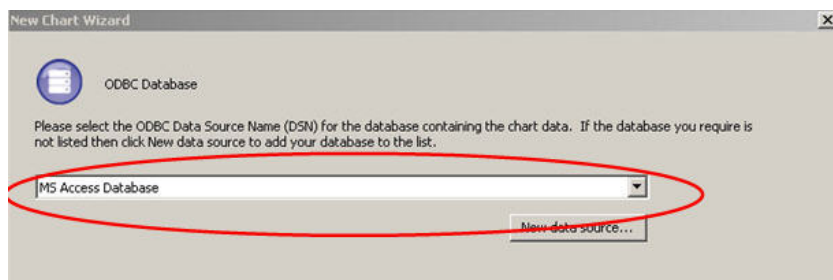 New Chart Wizard
ODBC Database
Please select the ODBC Data Source Name (DSN) for the database containing the chart data. If the database you require is
not listed then click New data source to add your database to the list.
MS Access Database
New data source...